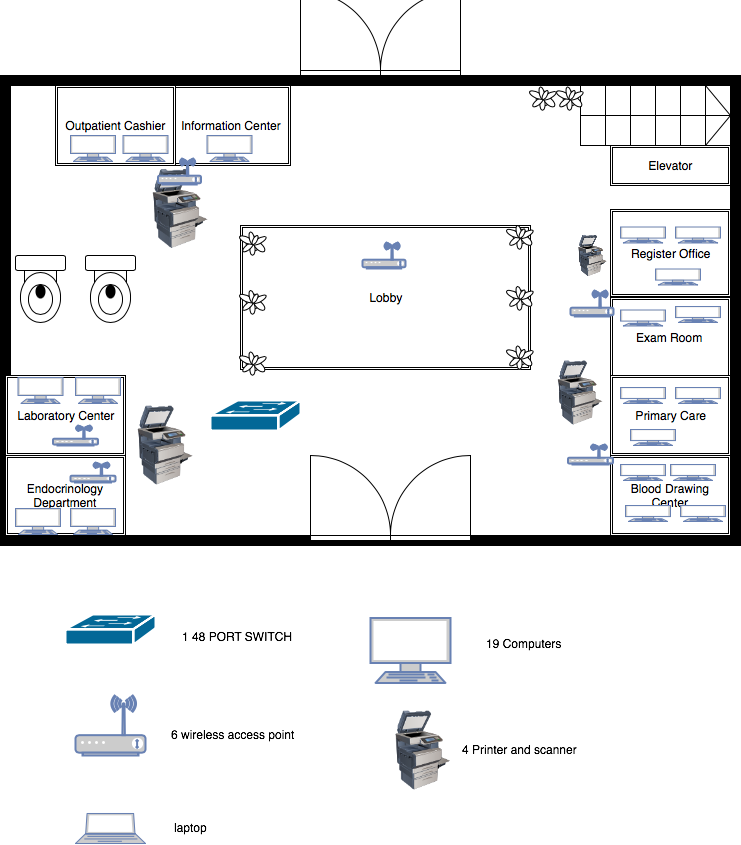 Outpatient Cashier
Information Center
Elevator
Register Office
Lobby
Exam Room
Laboratory Center
Primary Care
Endocrinology
Department
Blood Drawing
Center
1 48 PORT SWITCH
19 Computers
6 wireless access point
4 Printer and scanner
laptop